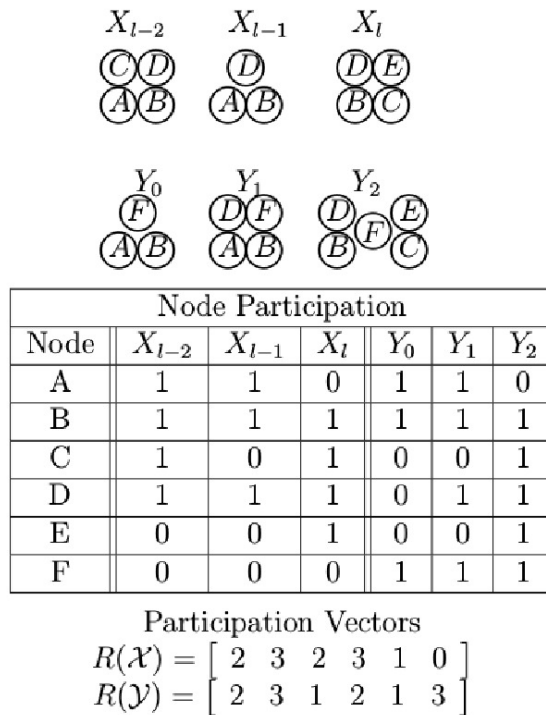 X_{l-2} X_{l-1} X_l
C D D D E
A B A B B C
Y_0 Y_1 Y_2
F D F D F E
A B A B B C
Node Participation
Node X_{l-2} X_{l-1} X_l Y_0 Y_1 Y_2
A 1 1 0 1 1 0
B 1 1 1 1 1 1
C 1 0 1 0 0 1
D 1 1 1 0 1 1
E 0 0 1 0 0 1
F 0 0 0 1 1 1
Participation Vectors
R(𝒳) = [ 2 3 2 3 1 0 ]
R(𝒴) = [ 2 3 1 2 1 3 ]